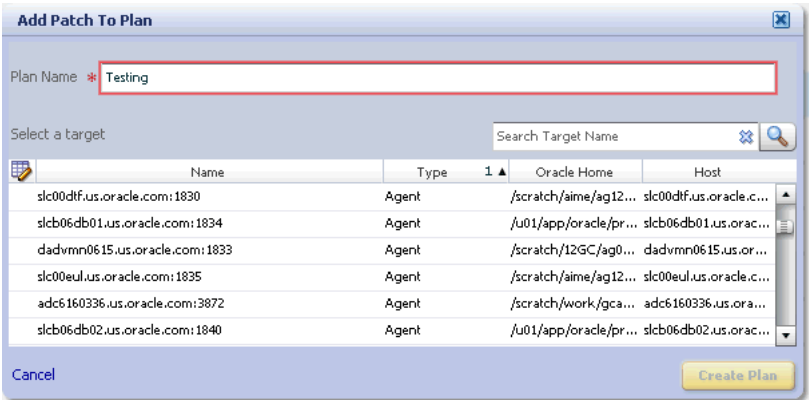 Add Patch To Plan
Plan Name * Testing
Select a target Search Target Name
Name Type 1 Oracle Home Host
slc00dtf.us.oracle.com:1830 Agent /scratch/aime/ag12... slc00dtf.us.oracle.c...
slcb06db01.us.oracle.com:1834 Agent /u01/app/oracle/pr... slcb06db01.us.orac...
dadvmn0615.us.oracle.com:1833 Agent /scratch/12GC/ag0... dadvmn0615.us.or...
slc00eul.us.oracle.com:1835 Agent /scratch/aime/ag12... slc00eul.us.oracle.c...
adc6160336.us.oracle.com:3872 Agent /scratch/work/gca... adc6160336.us.ora...
slcb06db02.us.oracle.com:1840 Agent /u01/app/oracle/pr... slcb06db02.us.orac...
Cancel Create Plan